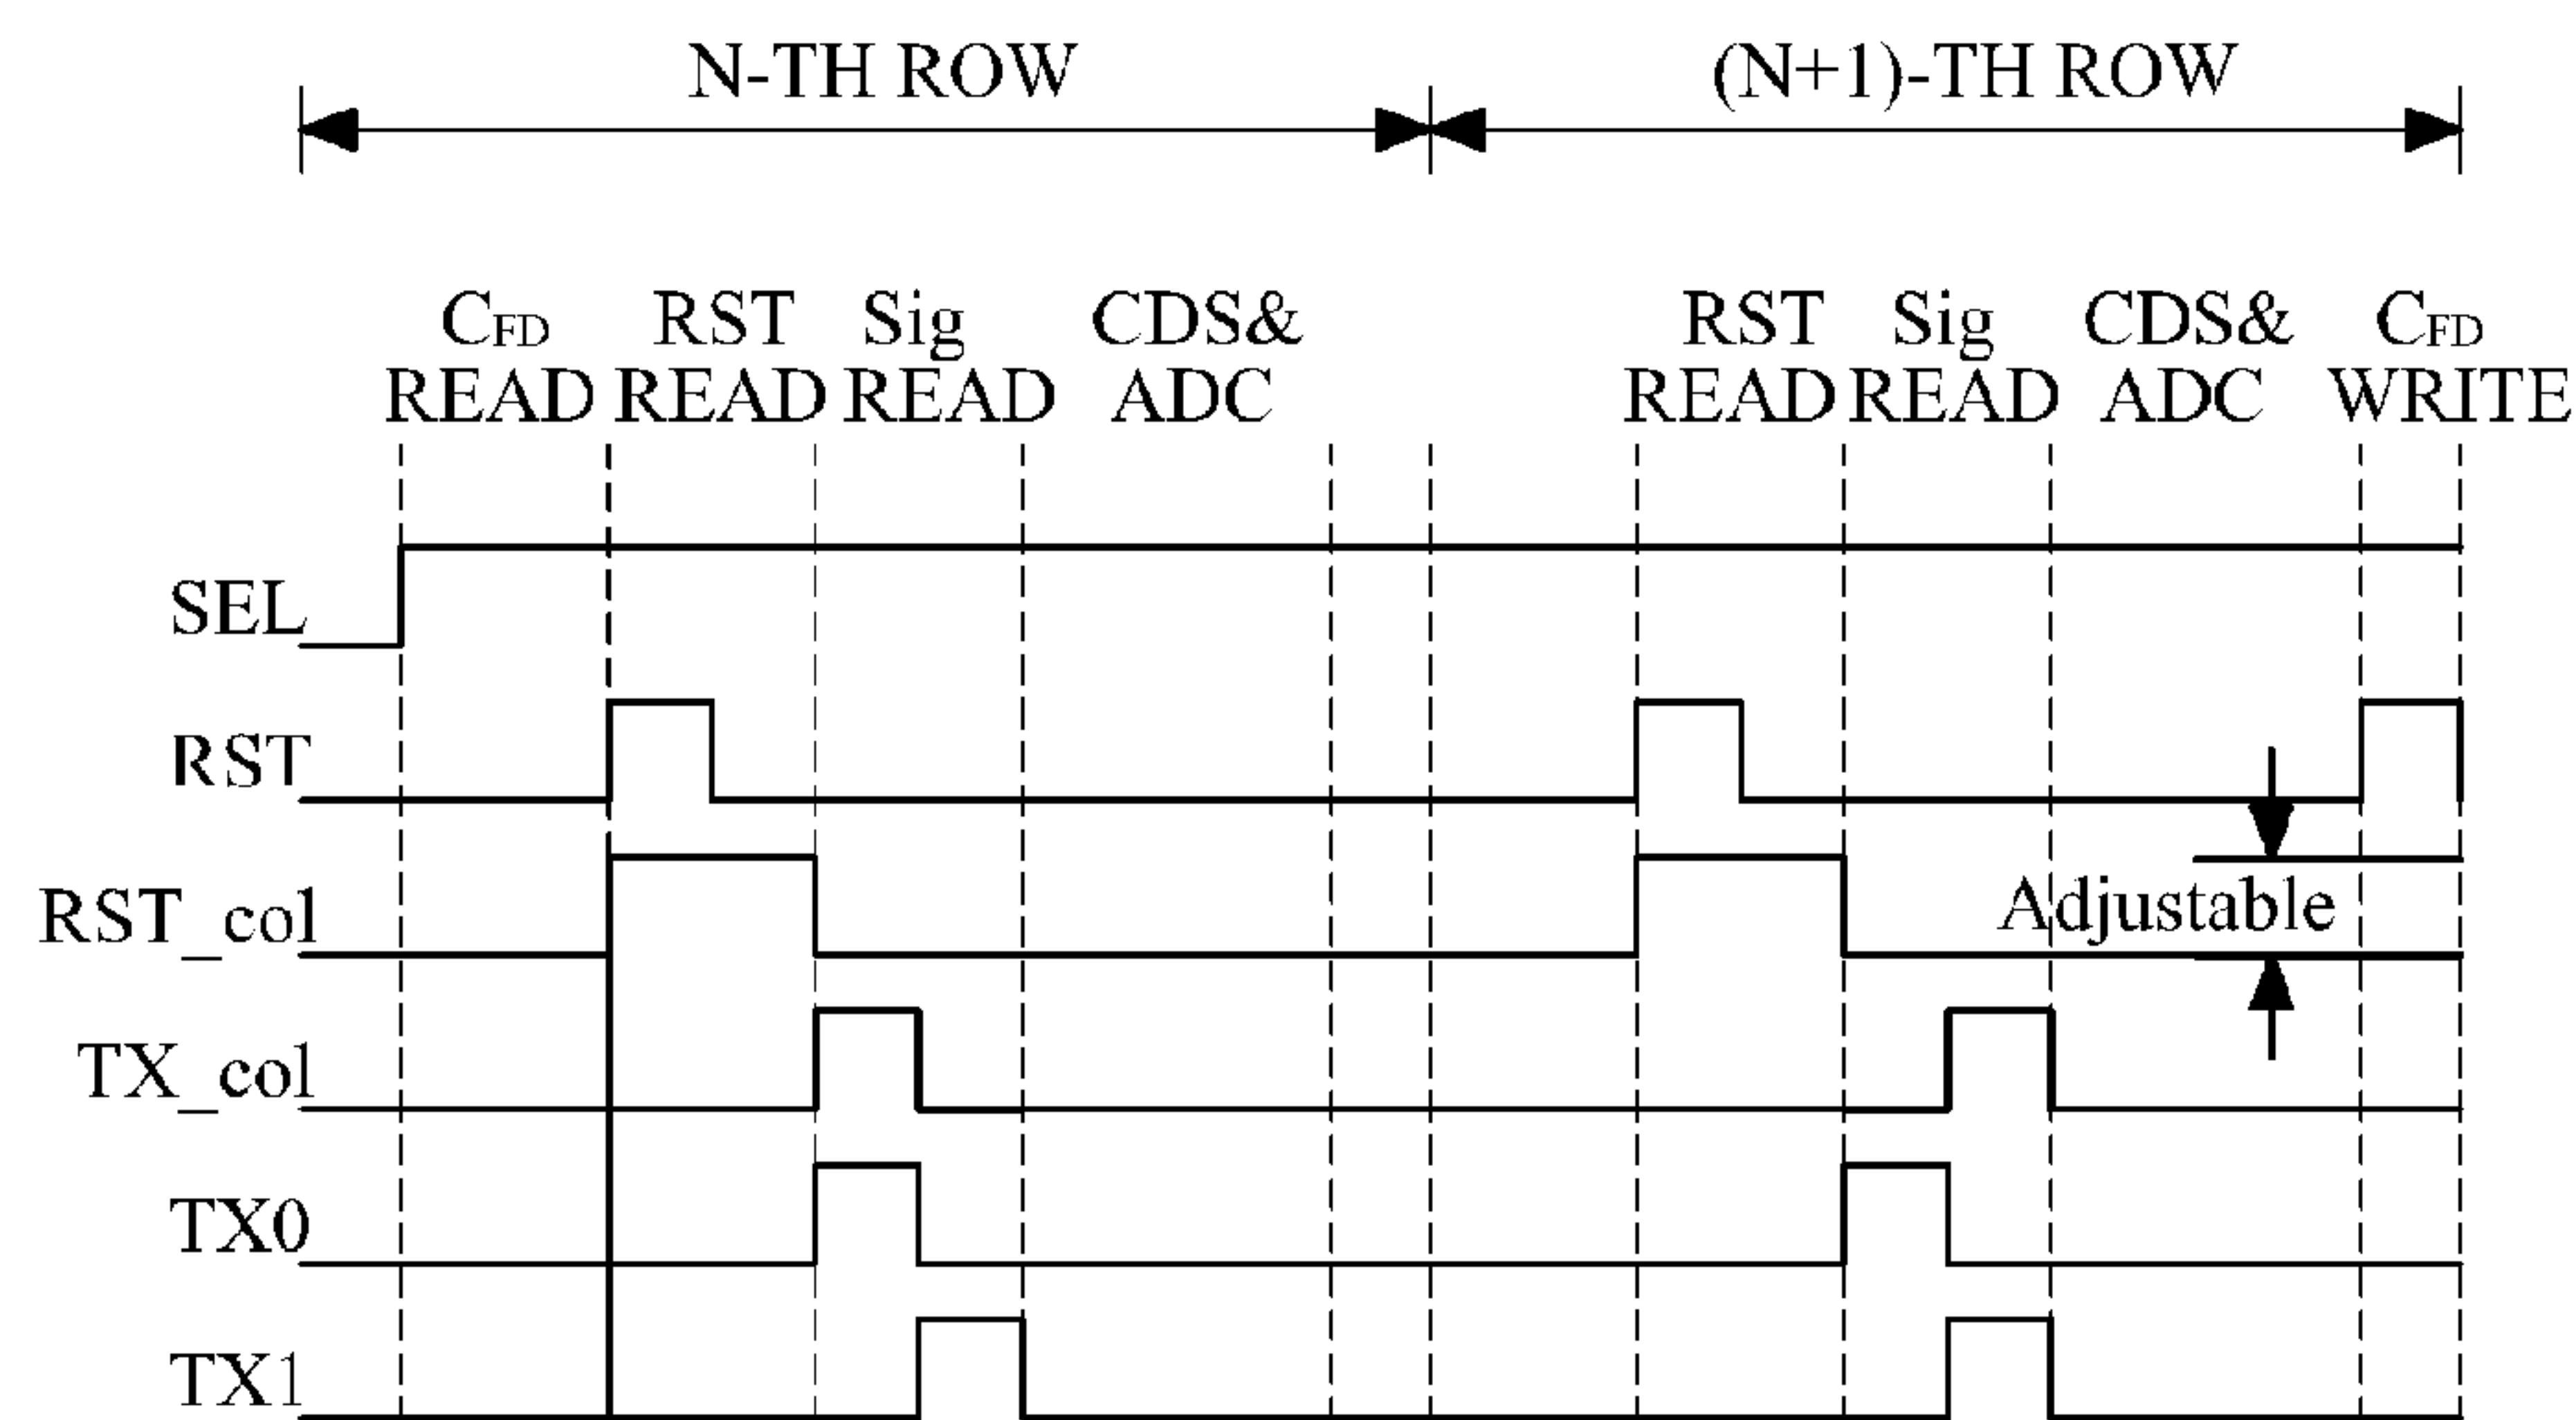 N-TH ROW (N+1)-TH ROW
CFD RST Sig CDS& RST Sig CDS& CFD
READ READ READ ADC READ READ ADC WRITE
SEL
RST
RST_col Adjustable
TX_col
TX0
TX1